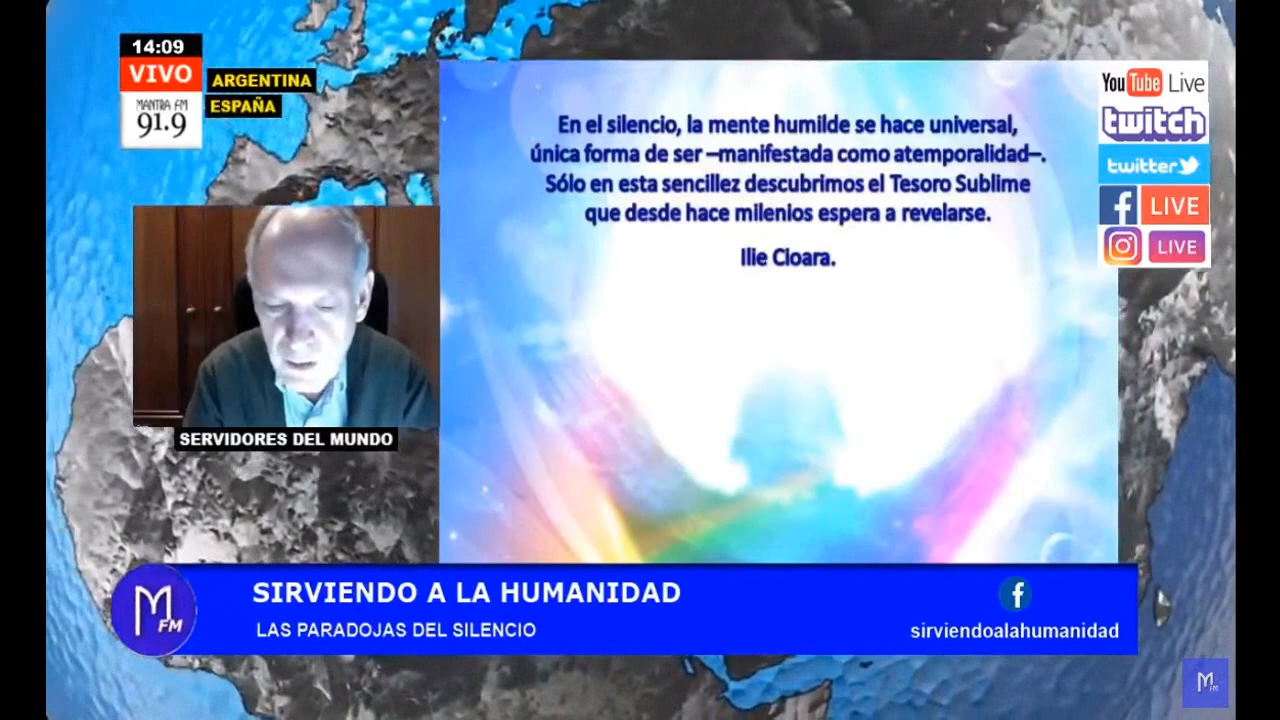 14:09
VIVO
ARGENTINA
ESPAÑA
MANTRA FM
91.9
YouTube Live
twitch
twitter
f LIVE
LIVE
En el silencio, la mente humilde se hace universal,
única forma de ser –manifestada como atemporalidad–.
Sólo en esta sencillez descubrimos el Tesoro Sublime
que desde hace milenios espera a revelarse.
Ilie Cioara.
SERVIDORES DEL MUNDO
M FM
SIRVIENDO A LA HUMANIDAD
LAS PARADOJAS DEL SILENCIO
f
sirviendoalahumanidad
M FM